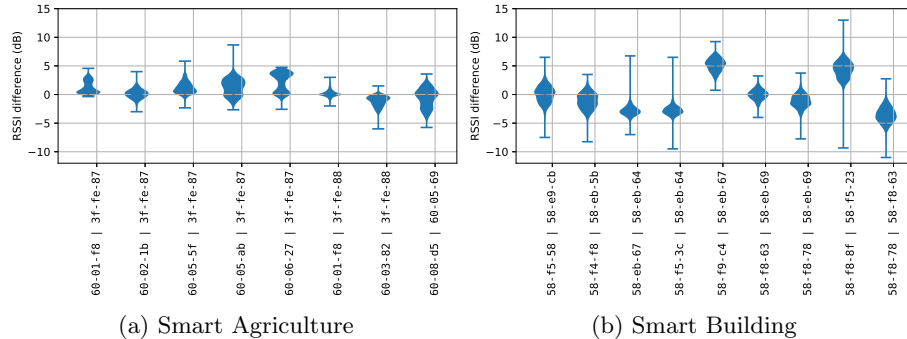 15
10
5
0
−5
−10
RSSI difference (dB)
60-01-f8 | 3f-fe-87
60-02-1b | 3f-fe-87
60-05-5f | 3f-fe-87
60-05-ab | 3f-fe-87
60-06-27 | 3f-fe-87
60-01-f8 | 3f-fe-88
60-03-82 | 3f-fe-88
60-08-d5 | 60-05-69
(a) Smart Agriculture
15
10
5
0
−5
−10
RSSI difference (dB)
58-f5-58 | 58-e9-cb
58-f4-f8 | 58-eb-5b
58-eb-67 | 58-eb-64
58-f5-3c | 58-eb-64
58-f9-c4 | 58-eb-67
58-f8-63 | 58-eb-69
58-f8-78 | 58-eb-69
58-f8-8f | 58-f5-23
58-f8-78 | 58-f8-63
(b) Smart Building